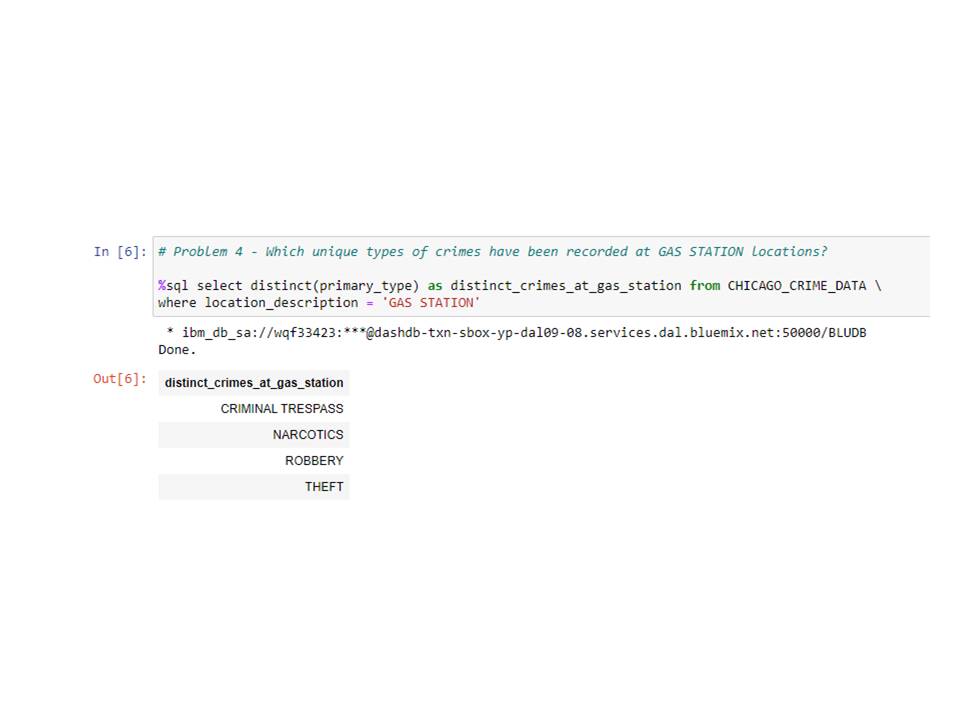 In [6]: # Problem 4 - Which unique types of crimes have been recorded at GAS STATION locations?
%sql select distinct(primary_type) as distinct_crimes_at_gas_station from CHICAGO_CRIME_DATA \
where location_description = 'GAS STATION'
* ibm_db_sa://wqf33423:***@dashdb-txn-sbox-yp-dal09-08.services.dal.bluemix.net:50000/BLUDB
Done.
Out[6]: distinct_crimes_at_gas_station
CRIMINAL TRESPASS
NARCOTICS
ROBBERY
THEFT